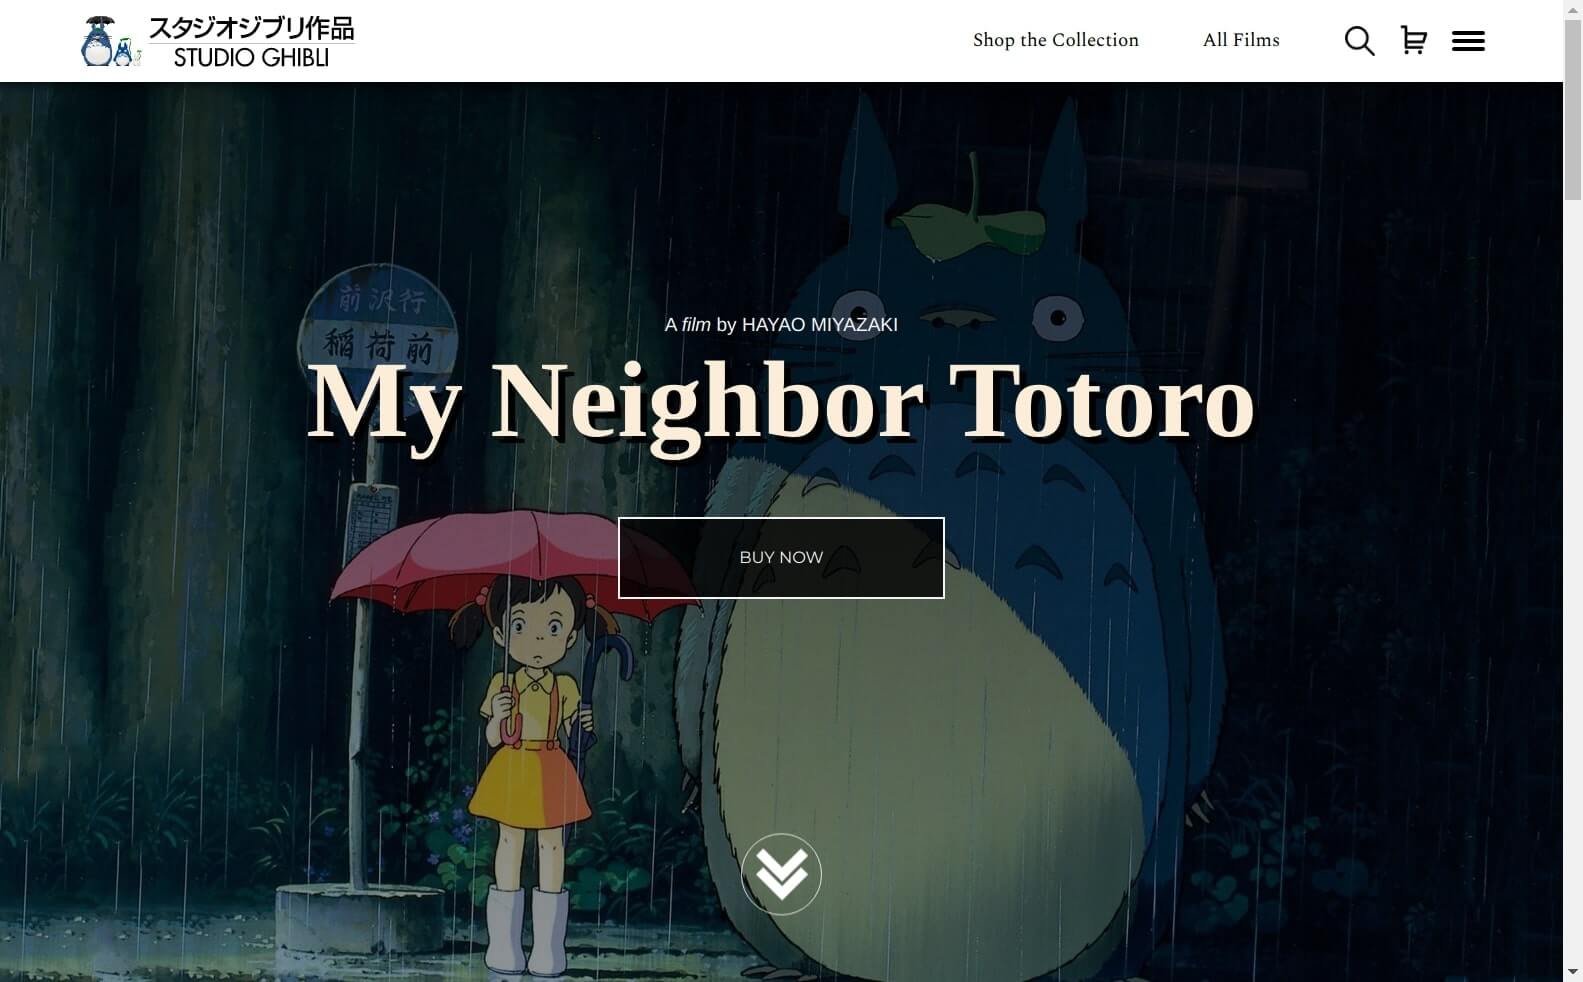 スタジオジブリ作品
STUDIO GHIBLI
Shop the Collection
All Films
前沢行
稲荷前
A film by HAYAO MIYAZAKI
My Neighbor Totoro
BUY NOW